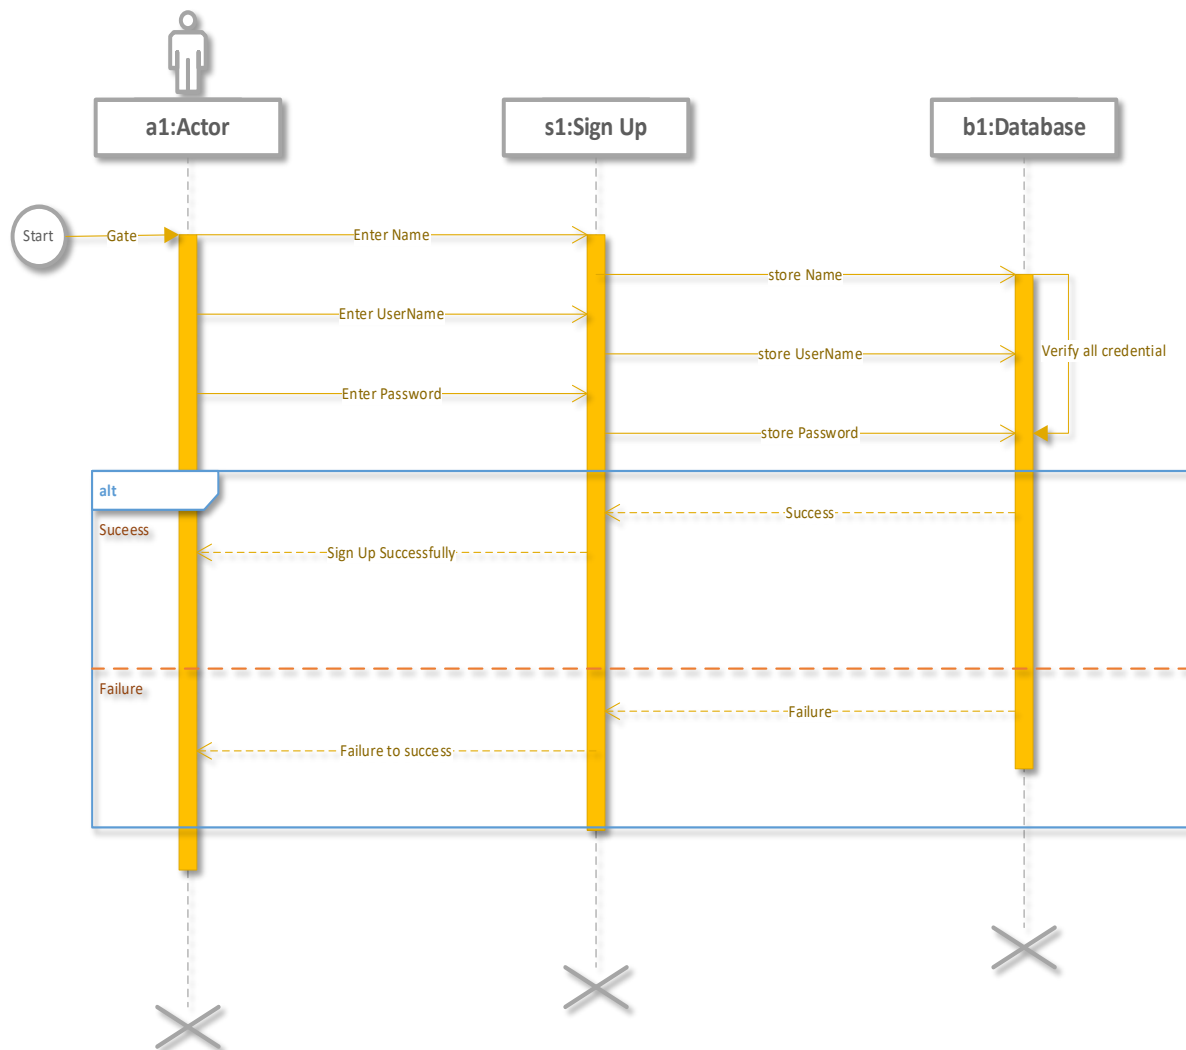 a1:Actor
s1:Sign Up
b1:Database
Start
Gate
Enter Name
store Name
Enter UserName
store UserName
Verify all credential
Enter Password
store Password
alt
Success
Suceess
Sign Up Successfully
Failure
Failure
Failure to success